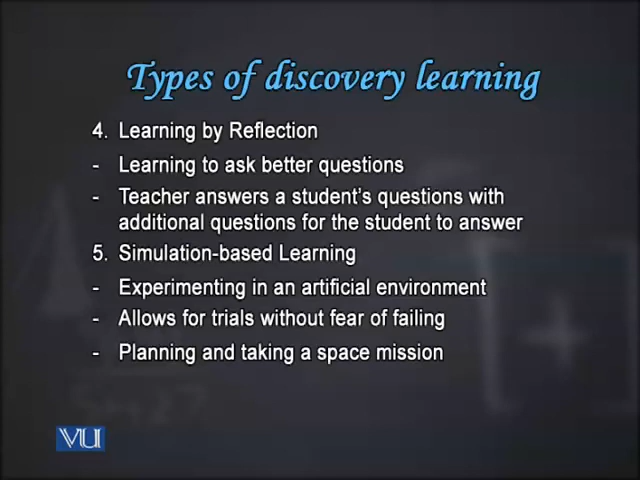 Types of discovery learning
4. Learning by Reflection
- Learning to ask better questions
- Teacher answers a student's questions with
additional questions for the student to answer
5. Simulation-based Learning
- Experimenting in an artificial environment
- Allows for trials without fear of failing
- Planning and taking a space mission
VU